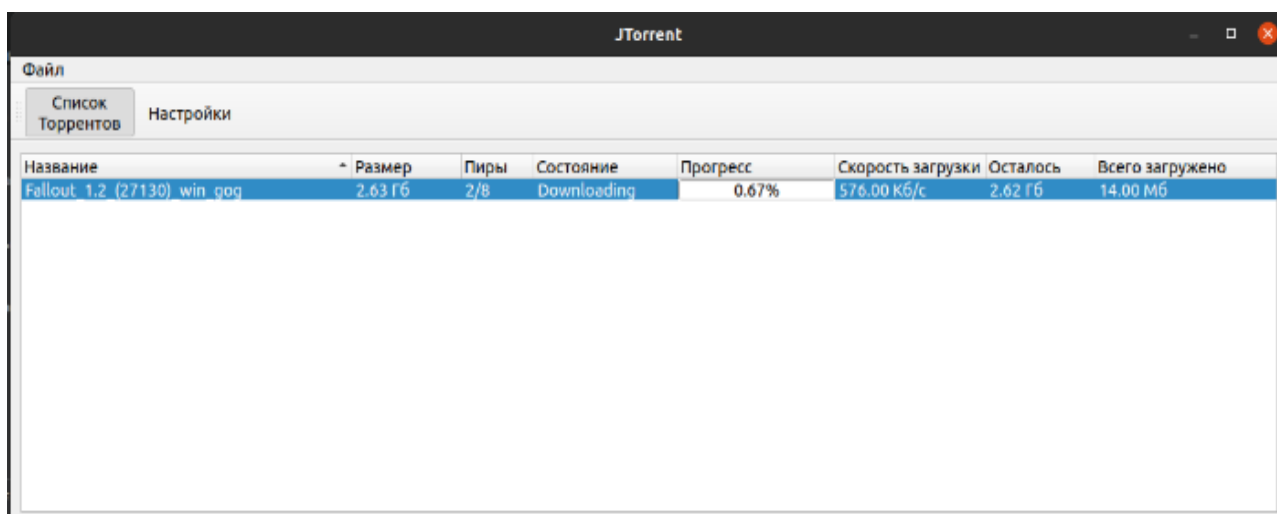 JTorrent
Файл
Список
Торрентов
Настройки
Название Размер Пиры Состояние Прогресс Скорость загрузки Осталось Всего загружено
Fallout_1.2_(27130)_win_gog 2.63 Гб 2/8 Downloading 0.67% 576.00 Кб/с 2.62 Гб 14.00 Мб